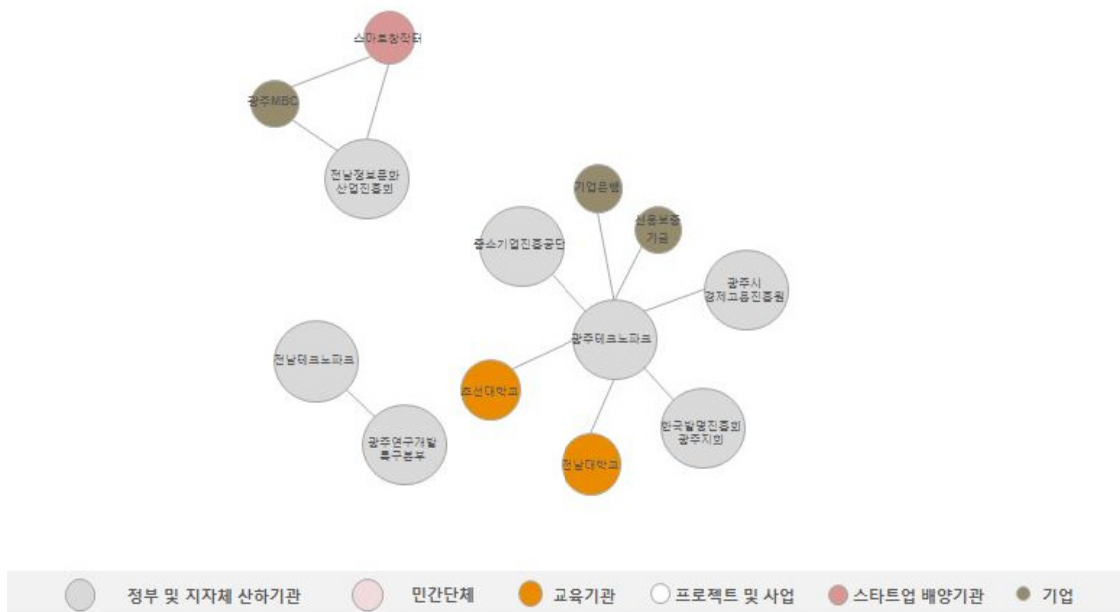 스마트창작터
광주MBC
전남정보문화
산업진흥회
기업은행
신용보증
기금
중소기업진흥공단
광주시
경제고용진흥원
광주테크노파크
전남테크노파크
조선대학교
한국발명진흥회
광주지회
광주연구개발
특구본부
전남대학교
정부 및 지자체 산하기관
민간단체
교육기관
프로젝트 및 사업
스타트업 배양기관
기업